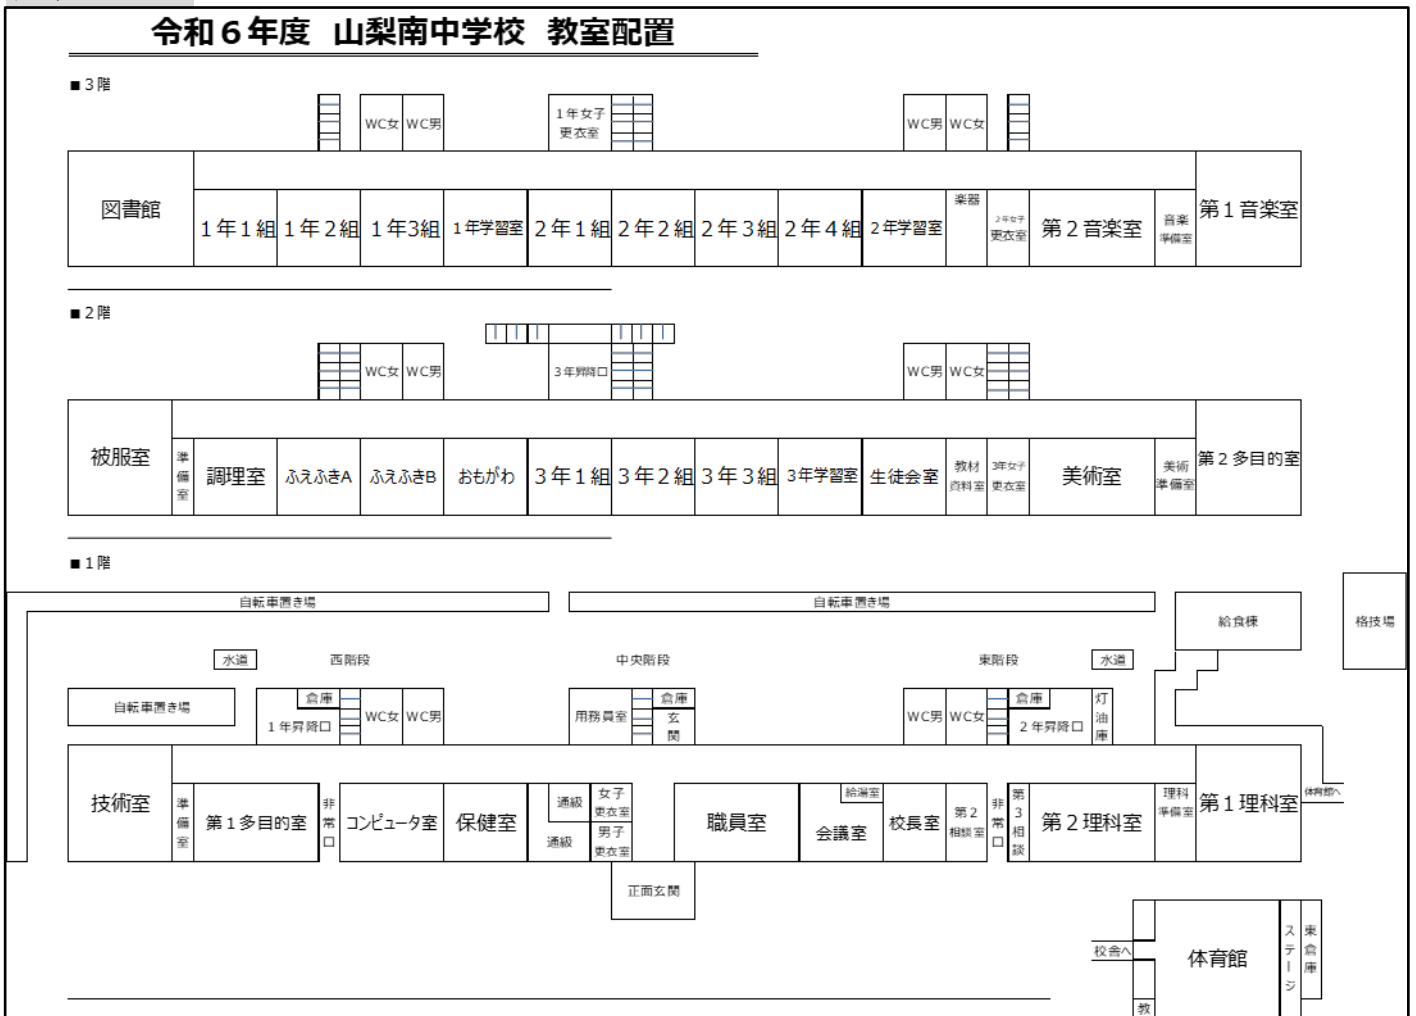 令和６年度 山梨南中学校 教室配置
■３階
WC女 WC男
１年女子
更衣室
WC男 WC女
図書館
１年１組 １年２組 １年3組 １年学習室 ２年１組 ２年２組 ２年３組 ２年４組 ２年学習室
楽器
２年女子
更衣室
第２音楽室
音楽
準備室
第１音楽室
■２階
WC女 WC男
３年昇降口
WC男 WC女
被服室
準備室
調理室 ふえふきA ふえふきB おもがわ ３年１組 ３年２組 ３年３組 3年学習室 生徒会室
教材
資料室
3年女子
更衣室
美術室
美術
準備室
第２多目的室
■１階
自転車置き場
自転車置き場
給食棟
格技場
水道
西階段
中央階段
東階段
水道
自転車置き場
倉庫
１年昇降口
WC女 WC男
用務員室
倉庫
玄関
WC男 WC女
倉庫
２年昇降口
灯油庫
技術室
準備室
第１多目的室
非常口
コンピュータ室
保健室
通級
通級
女子
更衣室
男子
更衣室
職員室
給湯室
会議室
校長室
第２
相談室
非常口
第３相談
第２理科室
理科
準備室
第１理科室
体育館へ
正面玄関
校舎へ
体育館
ステージ
東倉庫
教